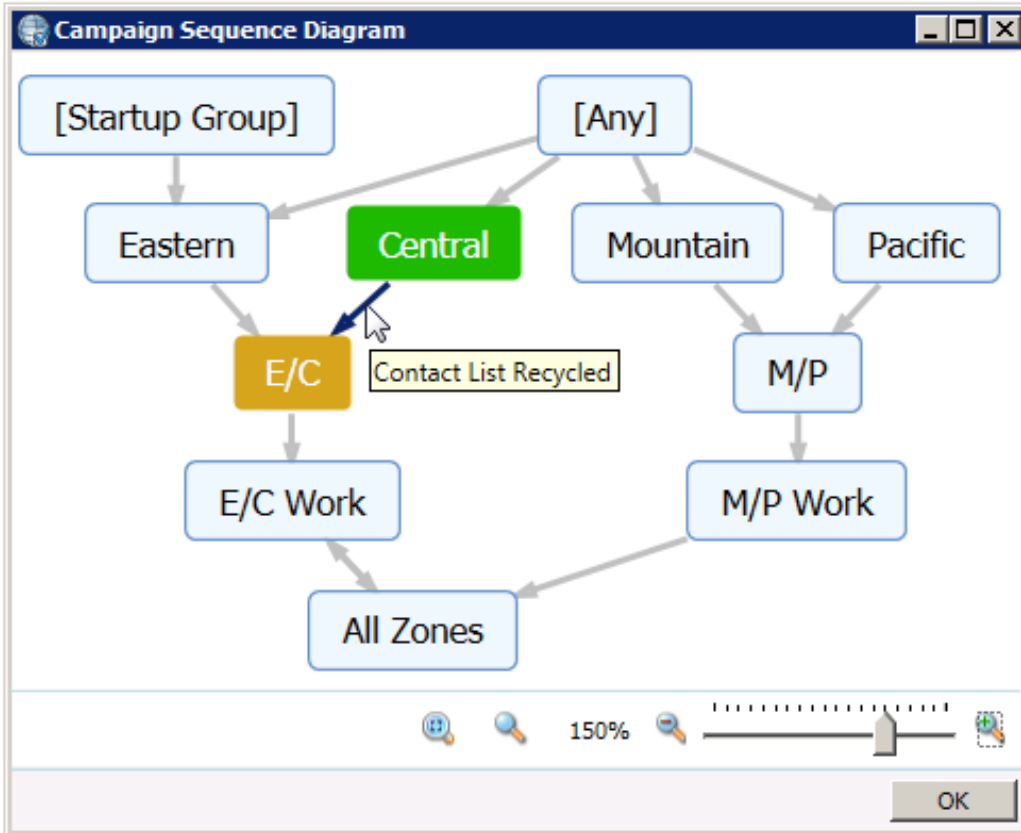 Campaign Sequence Diagram
[Startup Group]
[Any]
Eastern
Central
Mountain
Pacific
E/C
Contact List Recycled
M/P
E/C Work
M/P Work
All Zones
150%
OK